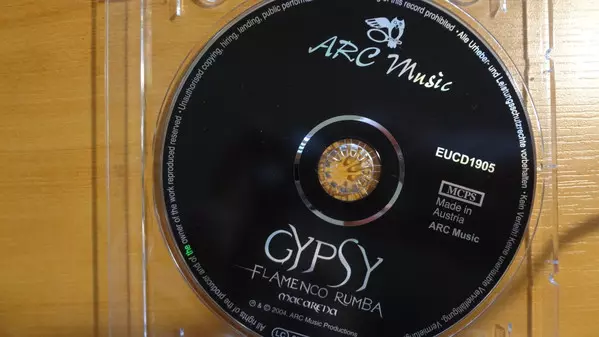 ARC Music
EUCD1905
MCPS
Made in
Austria
ARC Music
GYPSY
FLAMENCO RUMBA
macarena
℗ & © 2004 ARC Music Productions
LC
All rights of the producer and of the owner of the work reproduced reserved • Unauthorised copying, hiring, lending, public performance
of this record prohibited • Alle Urheber- und Leistungsschutzrechte vorbehalten • Kein Verleih! Keine unerlaubte Vervielfältigung,